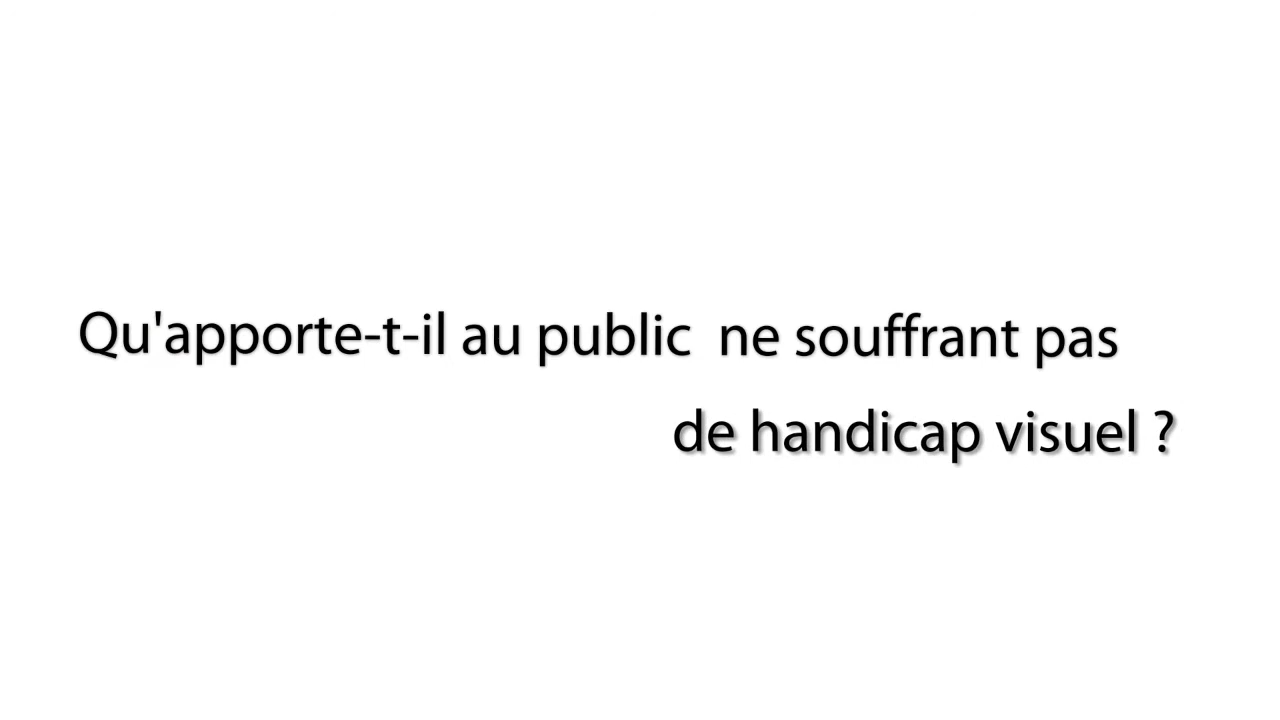 Qu'apporte-t-il au public ne souffrant pas
de handicap visuel ?